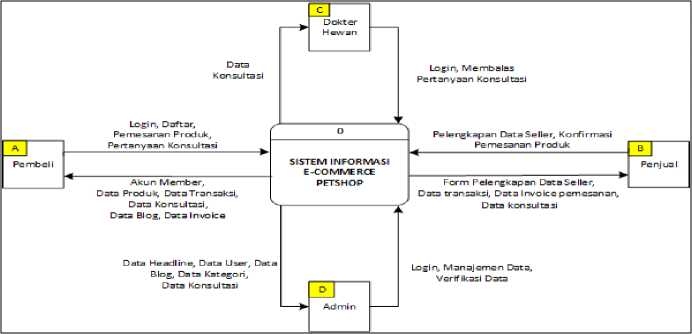 C
Dokter
Hewan
Data
Konsultasi
Login, Membalas
Pertanyaan Konsultasi
Login, Daftar,
Pemesanan Produk,
Pertanyaan Konsultasi
A
Pembeli
Akun Member,
Data Produk, Data Transaksi,
Data Konsultasi,
Data Blog, Data Invoice
0
SISTEM INFORMASI
E-COMMERCE
PETSHOP
Pelengkapan Data Seller, Konfirmasi
Pemesanan Produk
B
Penjual
Form Pelengkapan Data Seller,
Data transaksi, Data Invoice pemesanan,
Data konsultasi
Data Headline, Data User, Data
Blog, Data Kategori,
Data Konsultasi
Login, Manajemen Data,
Verifikasi Data
D
Admin